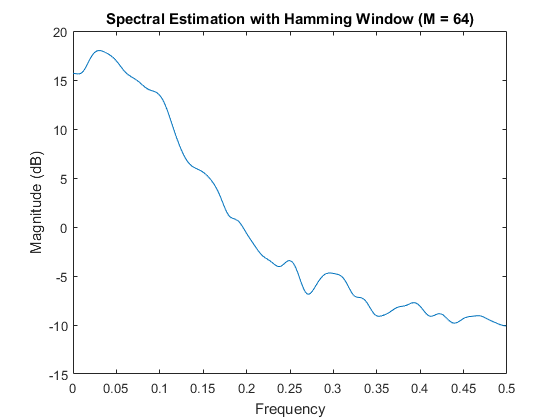 Spectral Estimation with Hamming Window (M = 64)
20
15
10
5
0
-5
-10
-15
Magnitude (dB)
0 0.05 0.1 0.15 0.2 0.25 0.3 0.35 0.4 0.45 0.5
Frequency